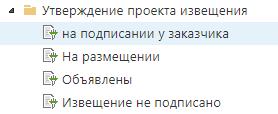 Утверждение проекта извещения
на подписании у заказчика
На размещении
Объявлены
Извещение не подписано